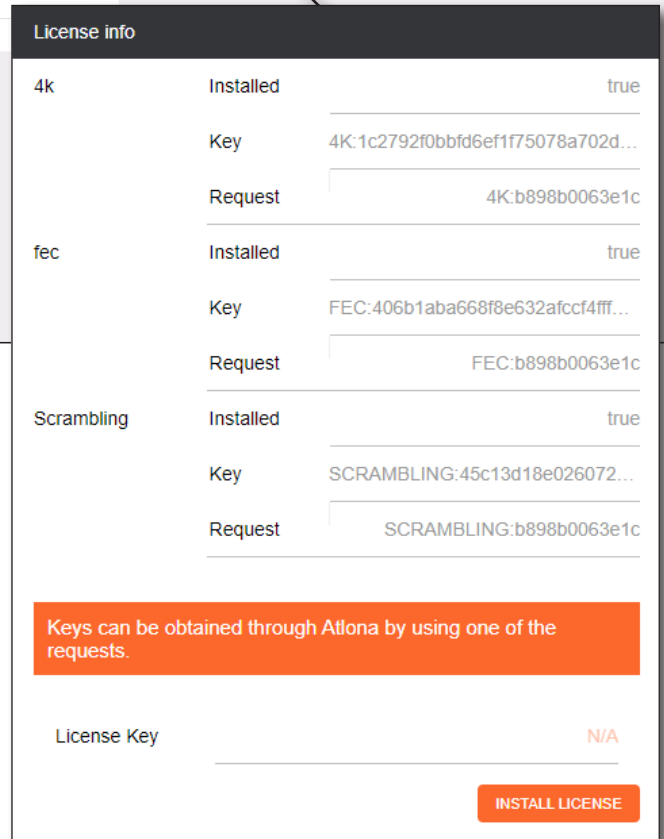 License info
4k Installed true
Key 4K:1c2792f0bbfd6ef1f75078a702d...
Request 4K:b898b0063e1c
fec Installed true
Key FEC:406b1aba668f8e632afccf4fff...
Request FEC:b898b0063e1c
Scrambling Installed true
Key SCRAMBLING:45c13d18e026072...
Request SCRAMBLING:b898b0063e1c
Keys can be obtained through Atlona by using one of the
requests.
License Key N/A
INSTALL LICENSE